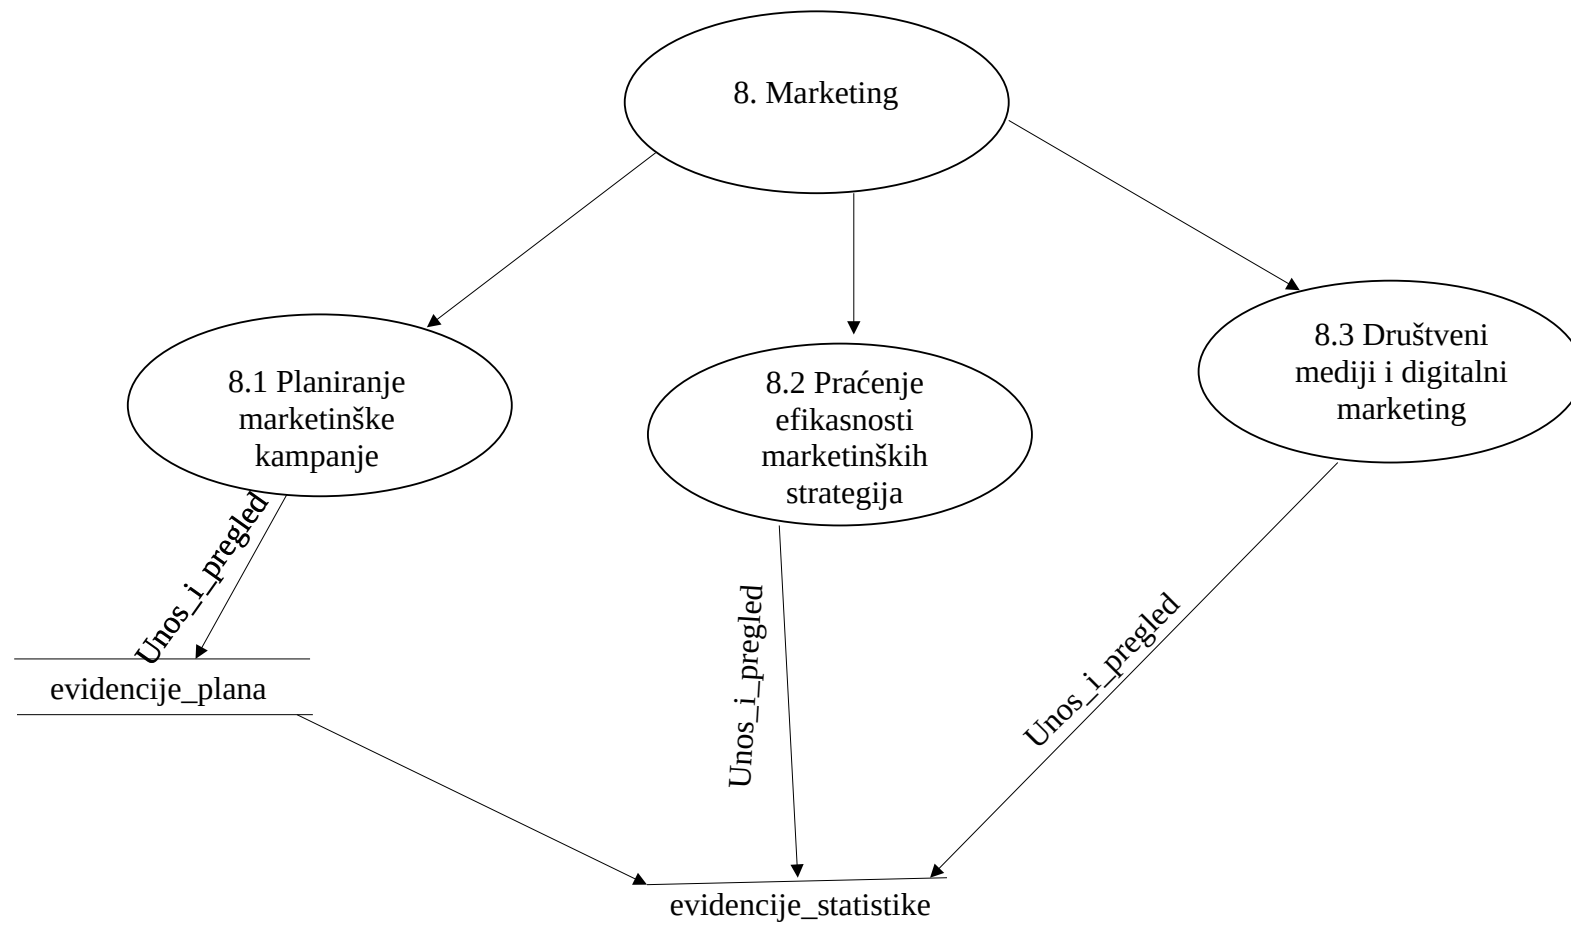 8. Marketing
8.1 Planiranje
marketinške
kampanje
8.2 Praćenje
efikasnosti
marketinških
strategija
8.3 Društveni
mediji i digitalni
marketing
Unos_i_pregled
Unos_i_pregled
Unos_i_pregled
evidencije_plana
evidencije_statistike